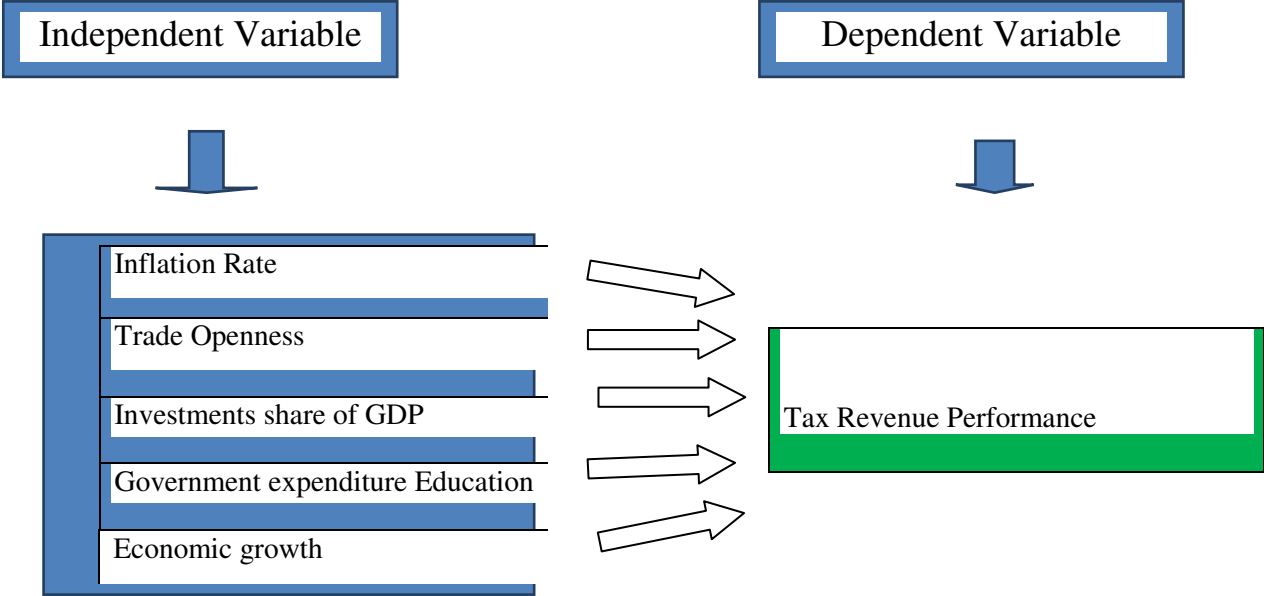 Independent Variable
Dependent Variable
Inflation Rate
Trade Openness
Investments share of GDP
Government expenditure Education
Economic growth
Tax Revenue Performance